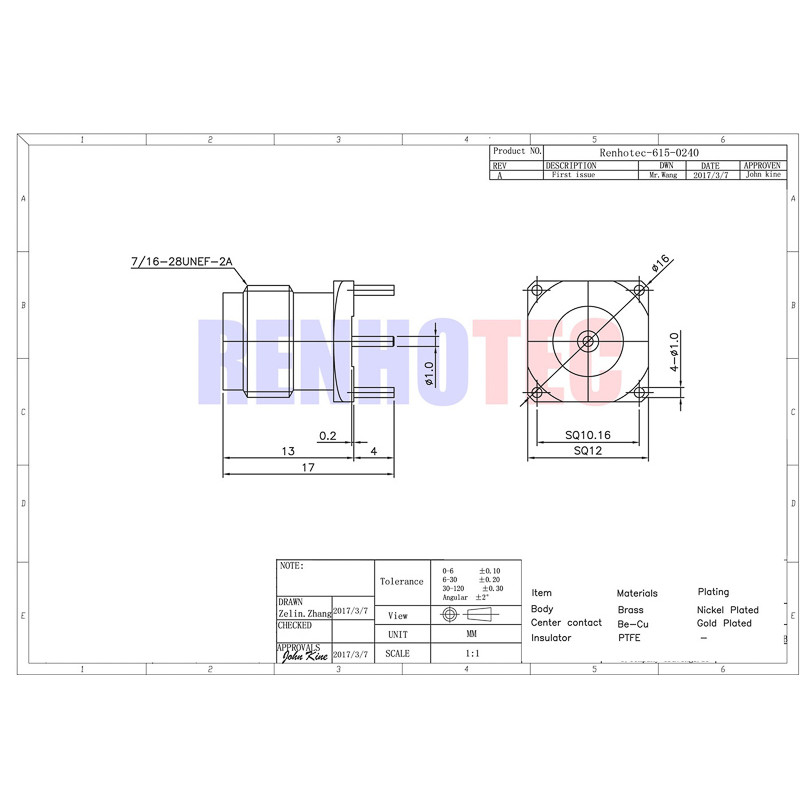 1 2 3 4 5 6
Product NO. Renhotec-615-0240
REV DESCRIPTION DWN DATE APPROVEN
A First issue Mr.Wang 2017/3/7 John kine
A A
B B
C C
D D
E E
7/16-28UNEF-2A
⌀16
RENHOTEC
⌀1.0
4-⌀1.0
0.2
13 4
17
SQ10.16
SQ12
NOTE:
DRAWN
Zelin.Zhang 2017/3/7
CHECKED
APPROVALS
John Kine 2017/3/7
Tolerance
0-6 ±0.10
6-30 ±0.20
30-120 ±0.30
Angular ±2°
View
UNIT MM
SCALE 1:1
Item Materials Plating
Body Brass Nickel Plated
Center contact Be-Cu Gold Plated
Insulator PTFE —
1 2 3 4 5 6